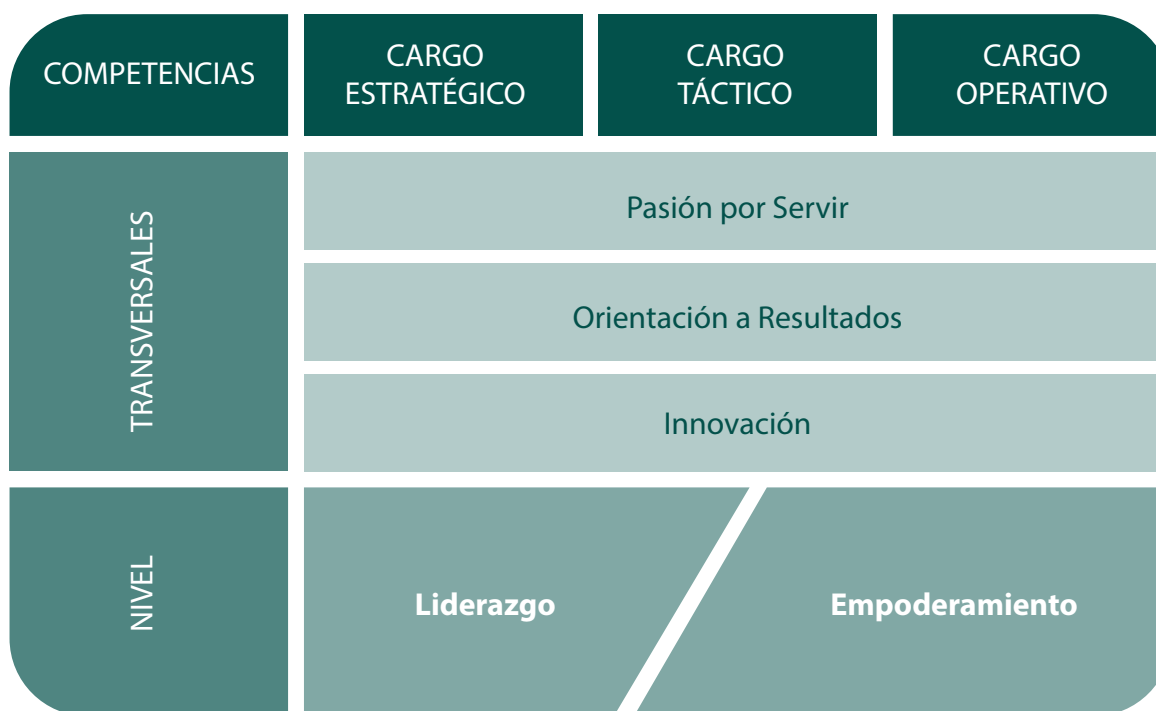 COMPETENCIAS
CARGO
ESTRATÉGICO
CARGO
TÁCTICO
CARGO
OPERATIVO
TRANSVERSALES
Pasión por Servir
Orientación a Resultados
Innovación
NIVEL
Liderazgo
Empoderamiento